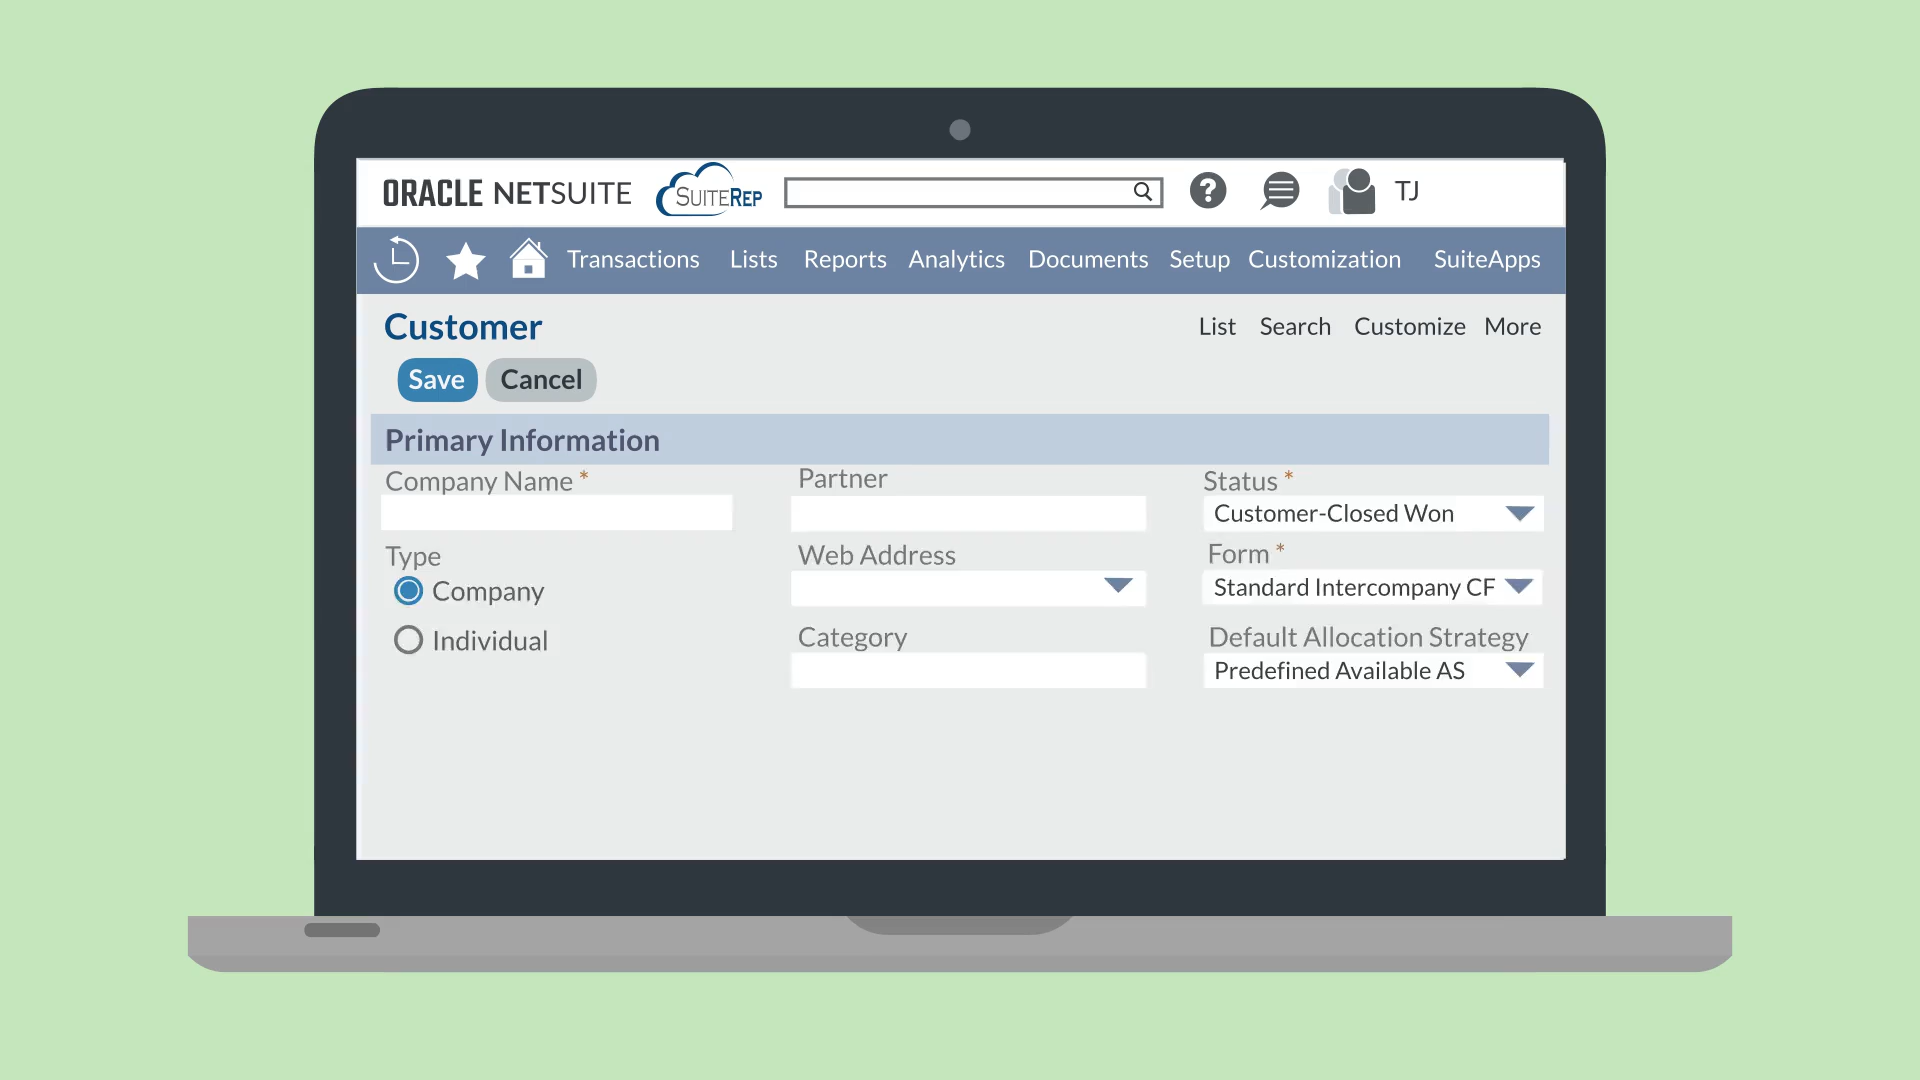 ORACLE NETSUITE SUITEREP TJ
Transactions Lists Reports Analytics Documents Setup Customization SuiteApps
Customer List Search Customize More
Save Cancel
Primary Information
Company Name * Partner Status *
Customer-Closed Won
Type Web Address Form *
Company Standard Intercompany CF
Individual Category Default Allocation Strategy
Predefined Available AS